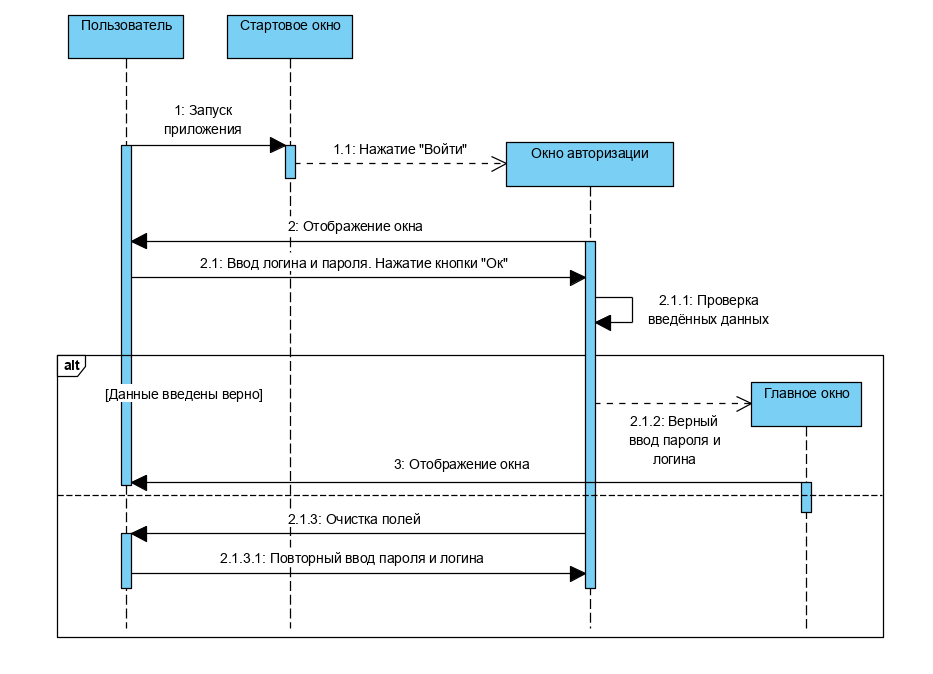 Пользователь
Стартовое окно
1: Запуск
приложения
1.1: Нажатие "Войти"
Окно авторизации
2: Отображение окна
2.1: Ввод логина и пароля. Нажатие кнопки "Ок"
2.1.1: Проверка
введённых данных
alt
[Данные введены верно]
Главное окно
2.1.2: Верный
ввод пароля и
логина
3: Отображение окна
2.1.3: Очистка полей
2.1.3.1: Повторный ввод пароля и логина